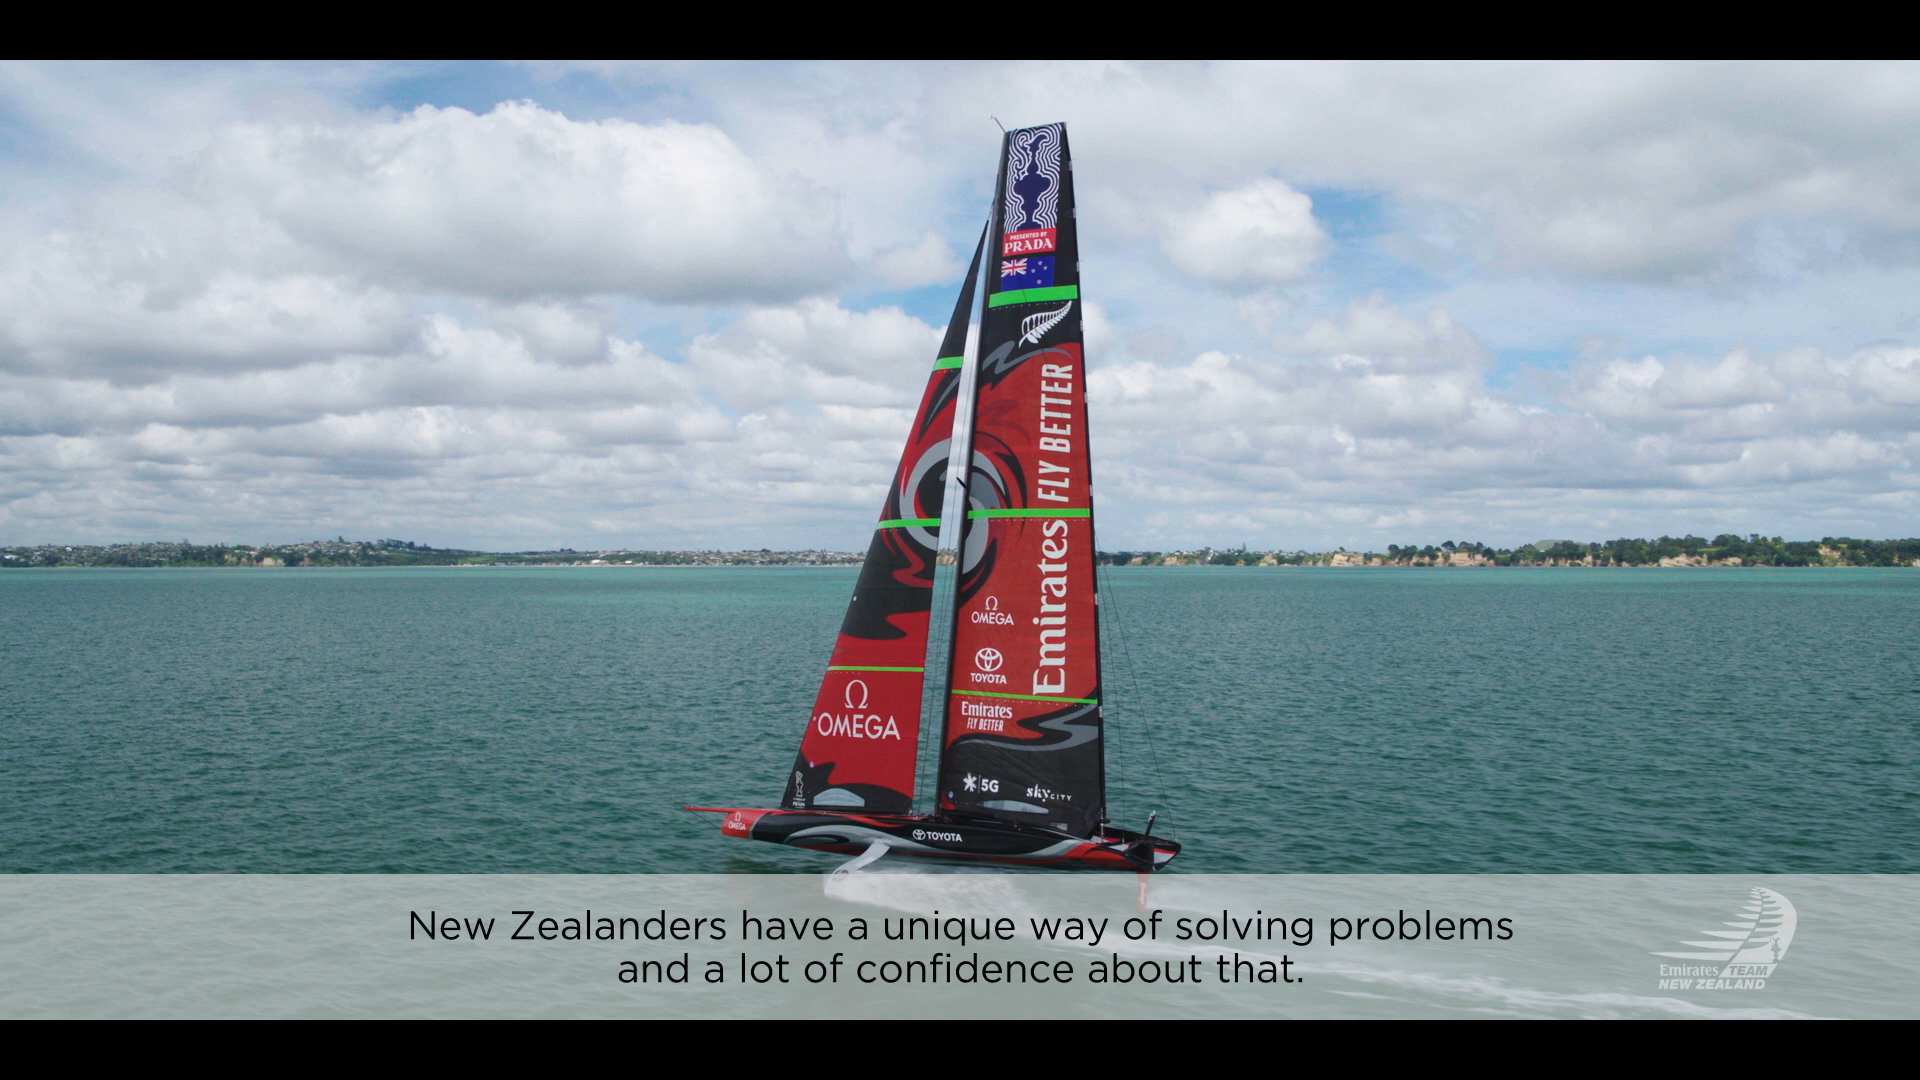 PRESENTED BY
PRADA
FLY BETTER
Emirates
OMEGA
TOYOTA
Emirates
FLY BETTER
OMEGA
5G
skyCITY
OMEGA
TOYOTA
New Zealanders have a unique way of solving problems
and a lot of confidence about that.
Emirates TEAM
NEW ZEALAND